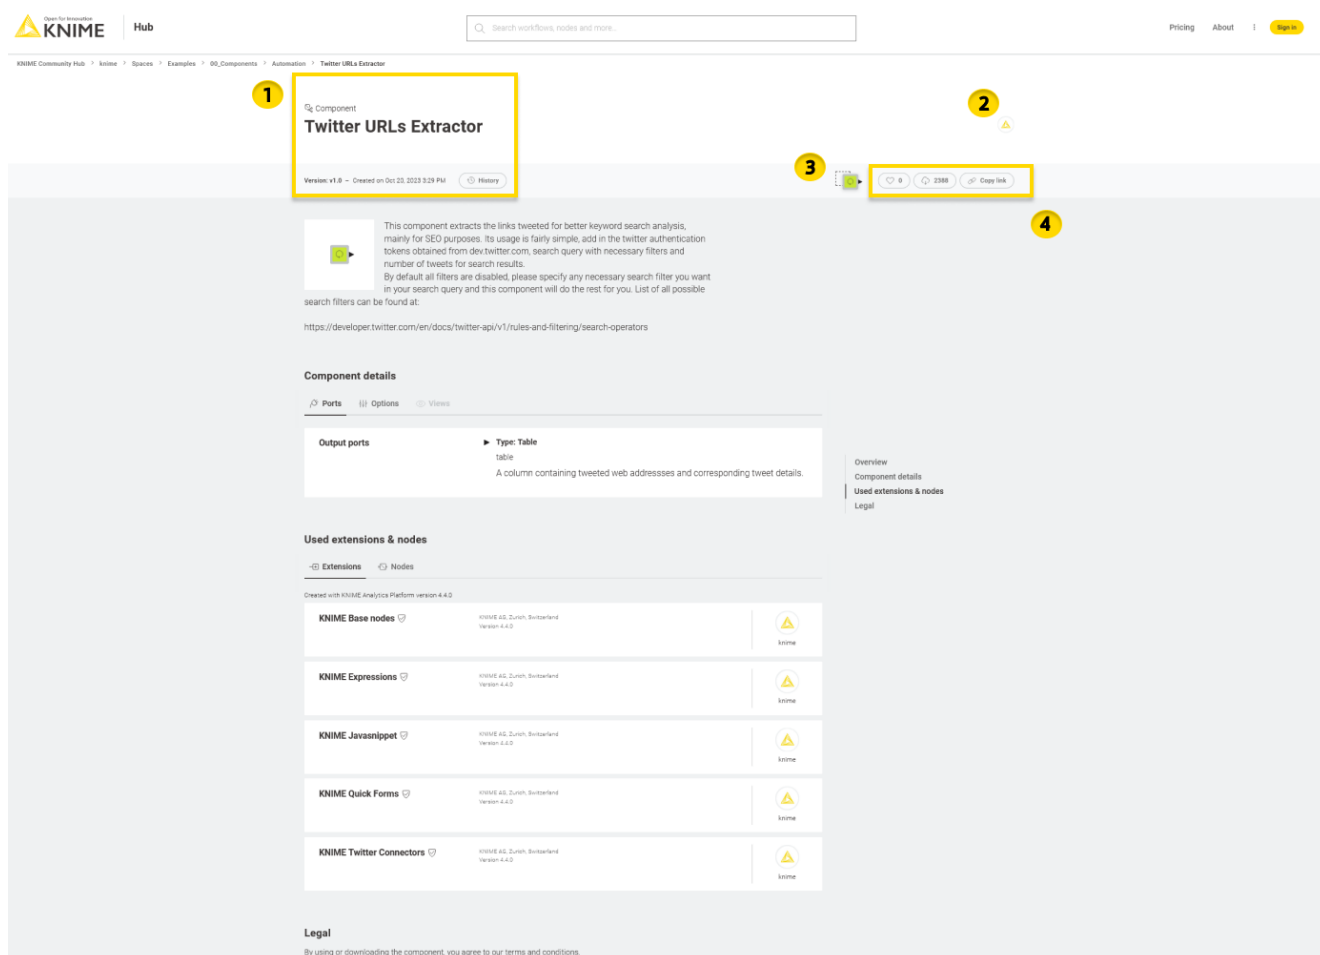 Open for Innovation
KNIME
Hub
Search workflows, nodes and more...
Pricing
About
Sign in
KNIME Community Hub > knime > Spaces > Examples > 00_Components > Automation > Twitter URLs Extractor
1
2
Component
Twitter URLs Extractor
3
Version: v1.0 – Created on Oct 23, 2023 3:29 PM
History
0
2388
Copy link
4
This component extracts the links tweeted for better keyword search analysis,
mainly for SEO purposes. Its usage is fairly simple, add in the twitter authentication
tokens obtained from dev.twitter.com, search query with necessary filters and
number of tweets for search results.
By default all filters are disabled, please specify any necessary search filter you want
in your search query and this component will do the rest for you. List of all possible
search filters can be found at:
https://developer.twitter.com/en/docs/twitter-api/v1/rules-and-filtering/search-operators
Component details
Ports
Options
Views
Output ports
Type: Table
table
A column containing tweeted web addressses and corresponding tweet details.
Overview
Component details
Used extensions & nodes
Legal
Used extensions & nodes
Extensions
Nodes
Created with KNIME Analytics Platform version 4.4.0
KNIME Base nodes
KNIME AG, Zurich, Switzerland
Version 4.4.0
knime
KNIME Expressions
KNIME AG, Zurich, Switzerland
Version 4.4.0
knime
KNIME Javasnippet
KNIME AG, Zurich, Switzerland
Version 4.4.0
knime
KNIME Quick Forms
KNIME AG, Zurich, Switzerland
Version 4.4.0
knime
KNIME Twitter Connectors
KNIME AG, Zurich, Switzerland
Version 4.4.0
knime
Legal
By using or downloading the component, you agree to our terms and conditions.